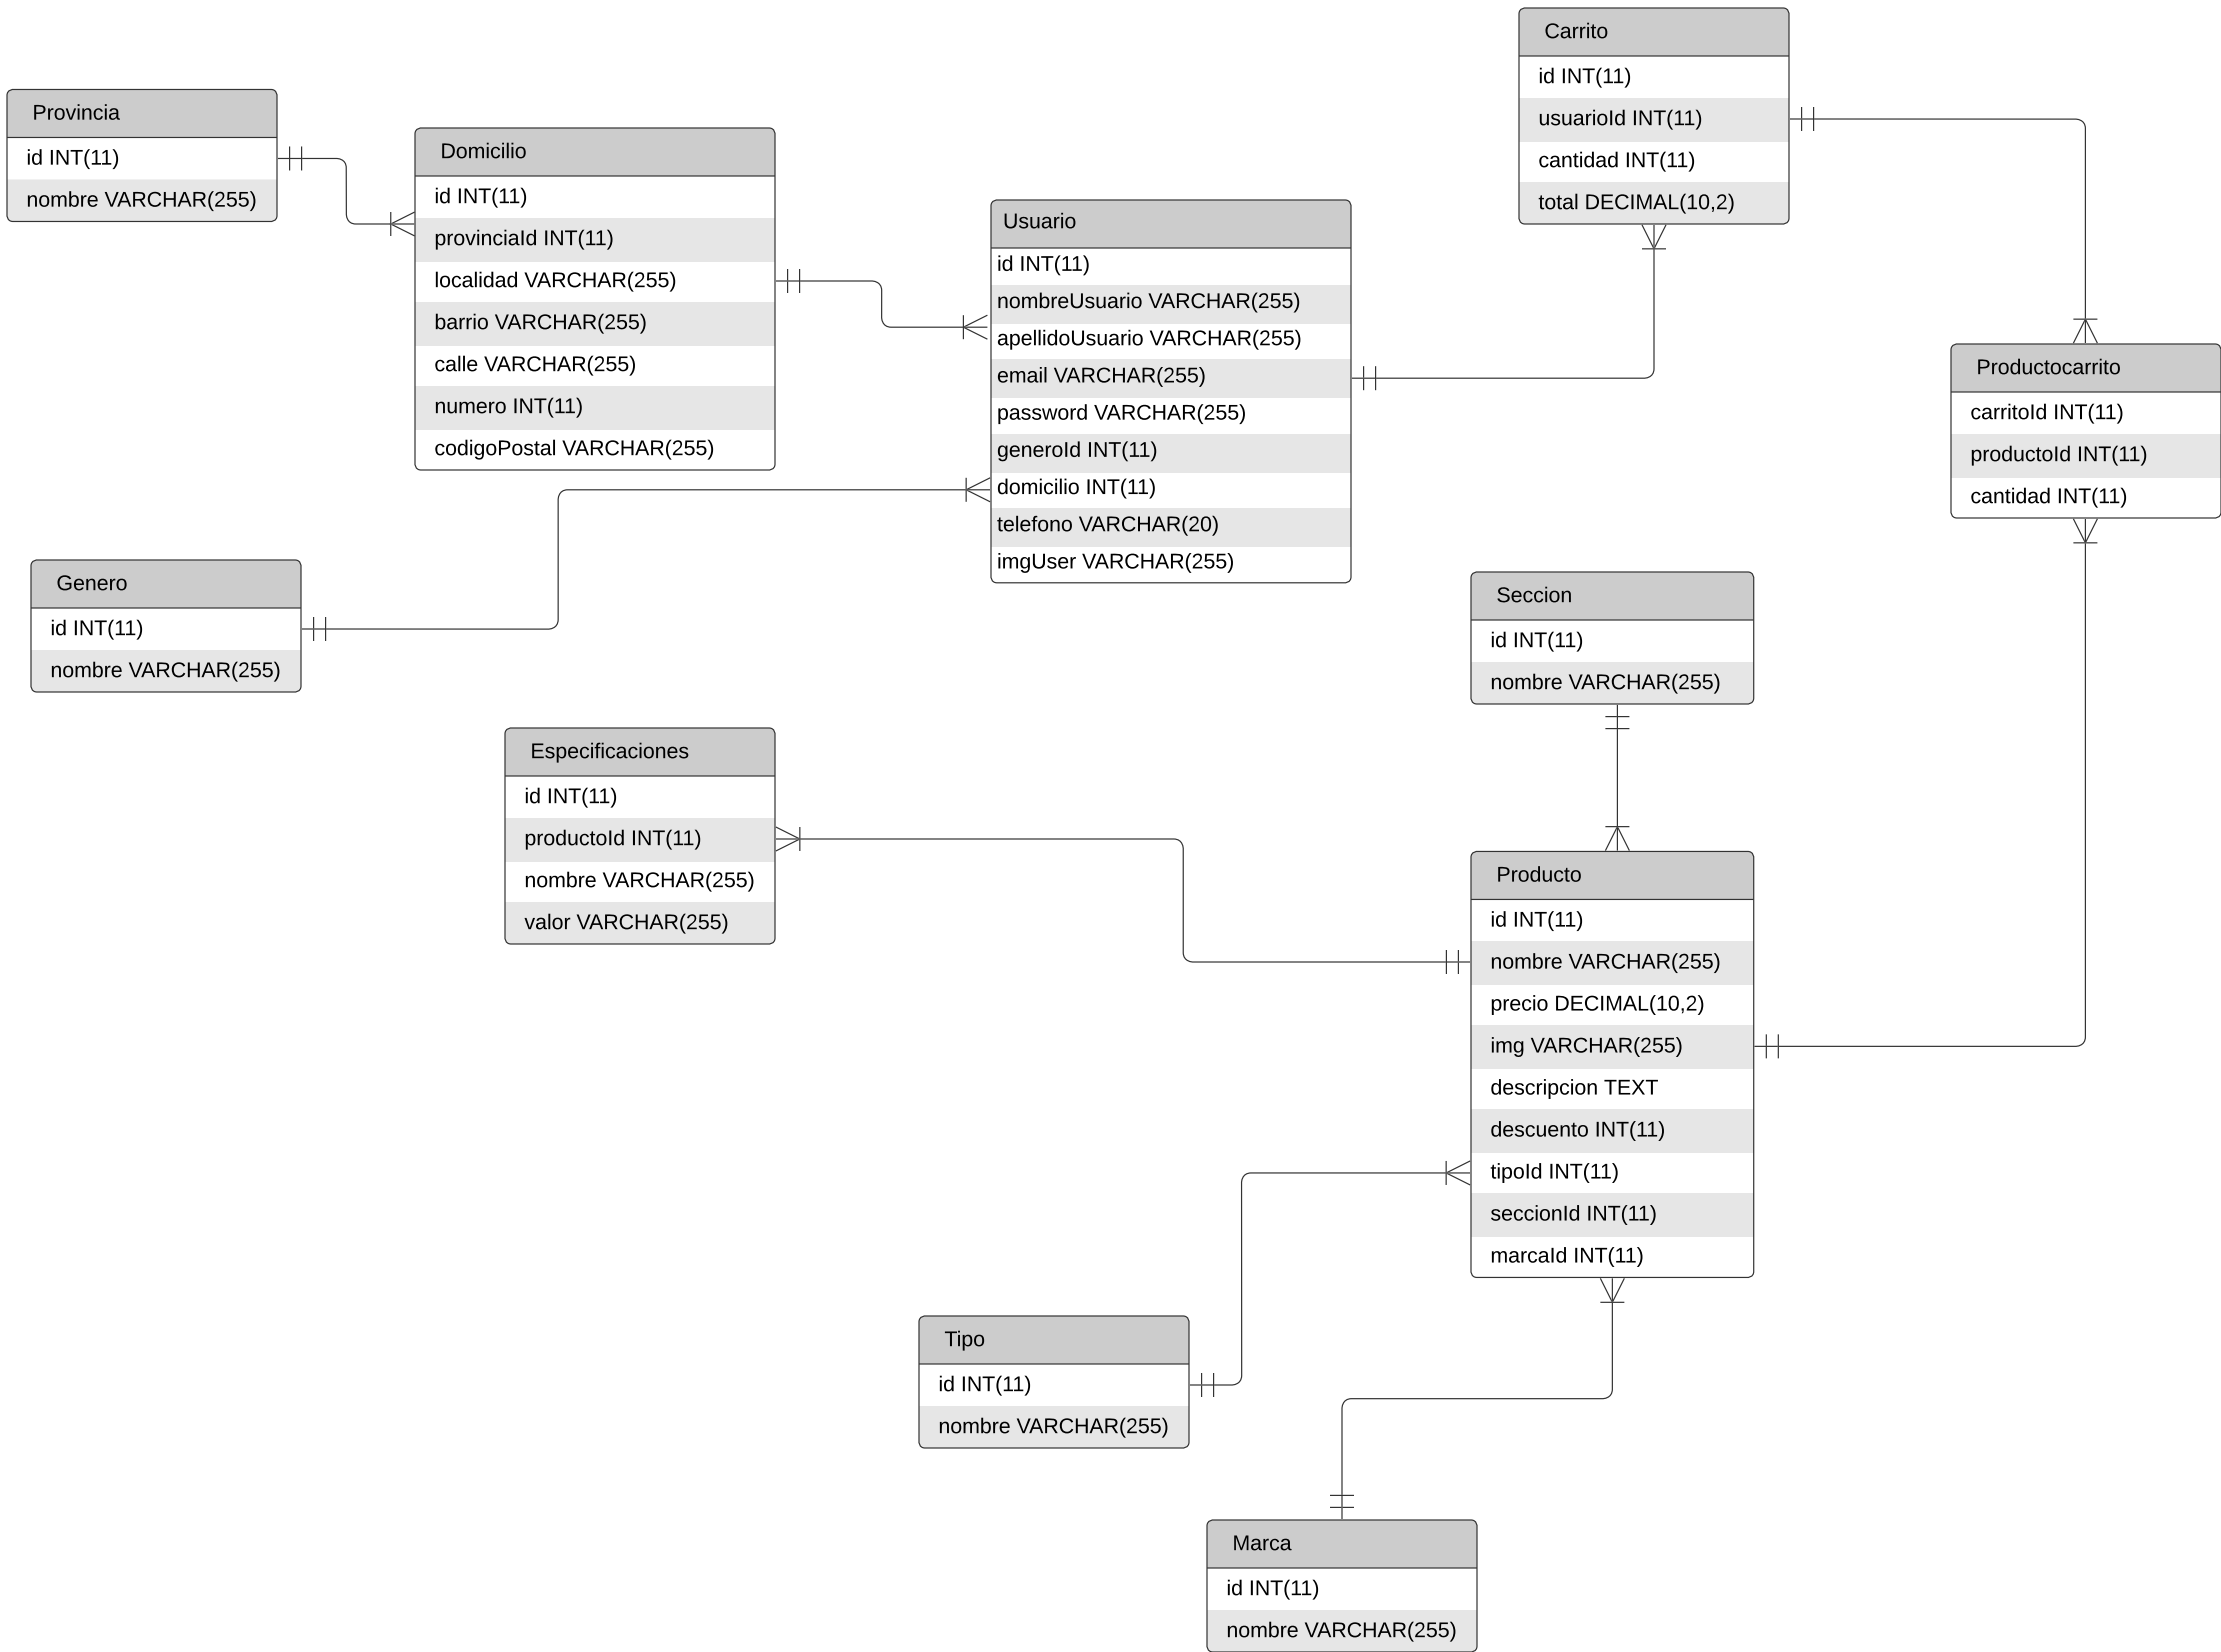 Carrito
id INT(11)
usuarioId INT(11)
cantidad INT(11)
total DECIMAL(10,2)
Provincia
id INT(11)
nombre VARCHAR(255)
Domicilio
id INT(11)
provinciaId INT(11)
localidad VARCHAR(255)
barrio VARCHAR(255)
calle VARCHAR(255)
numero INT(11)
codigoPostal VARCHAR(255)
Usuario
id INT(11)
nombreUsuario VARCHAR(255)
apellidoUsuario VARCHAR(255)
email VARCHAR(255)
password VARCHAR(255)
generoId INT(11)
domicilio INT(11)
telefono VARCHAR(20)
imgUser VARCHAR(255)
Productocarrito
carritoId INT(11)
productoId INT(11)
cantidad INT(11)
Genero
id INT(11)
nombre VARCHAR(255)
Seccion
id INT(11)
nombre VARCHAR(255)
Especificaciones
id INT(11)
productoId INT(11)
nombre VARCHAR(255)
valor VARCHAR(255)
Producto
id INT(11)
nombre VARCHAR(255)
precio DECIMAL(10,2)
img VARCHAR(255)
descripcion TEXT
descuento INT(11)
tipoId INT(11)
seccionId INT(11)
marcaId INT(11)
Tipo
id INT(11)
nombre VARCHAR(255)
Marca
id INT(11)
nombre VARCHAR(255)